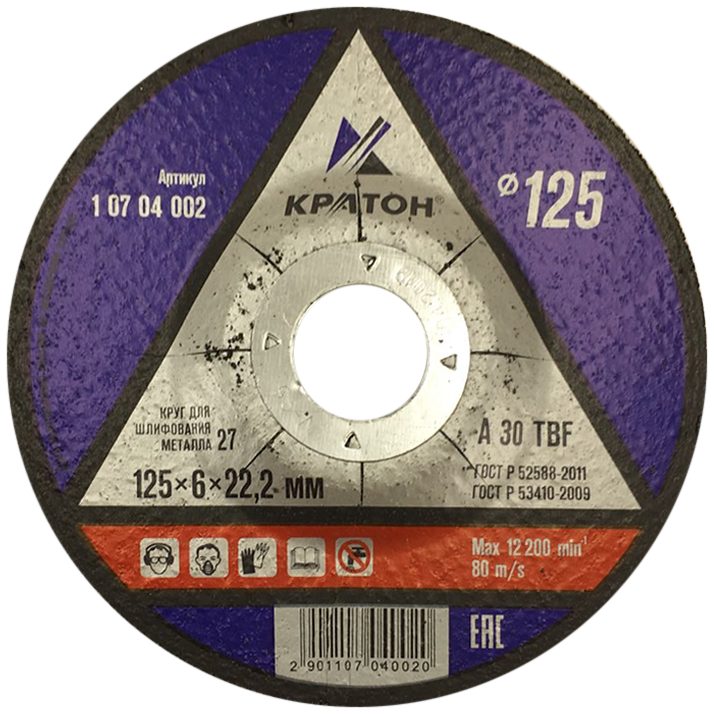 Артикул
1 07 04 002
КРАТОН®
Ø125
КРУГ ДЛЯ
ШЛИФОВАНИЯ
МЕТАЛЛА 27
125×6×22,2 ММ
A 30 TBF
ГОСТ Р 52588-2011
ГОСТ Р 53410-2009
Max 12 200 min⁻¹
80 m/s
2 901107 040020
EAC